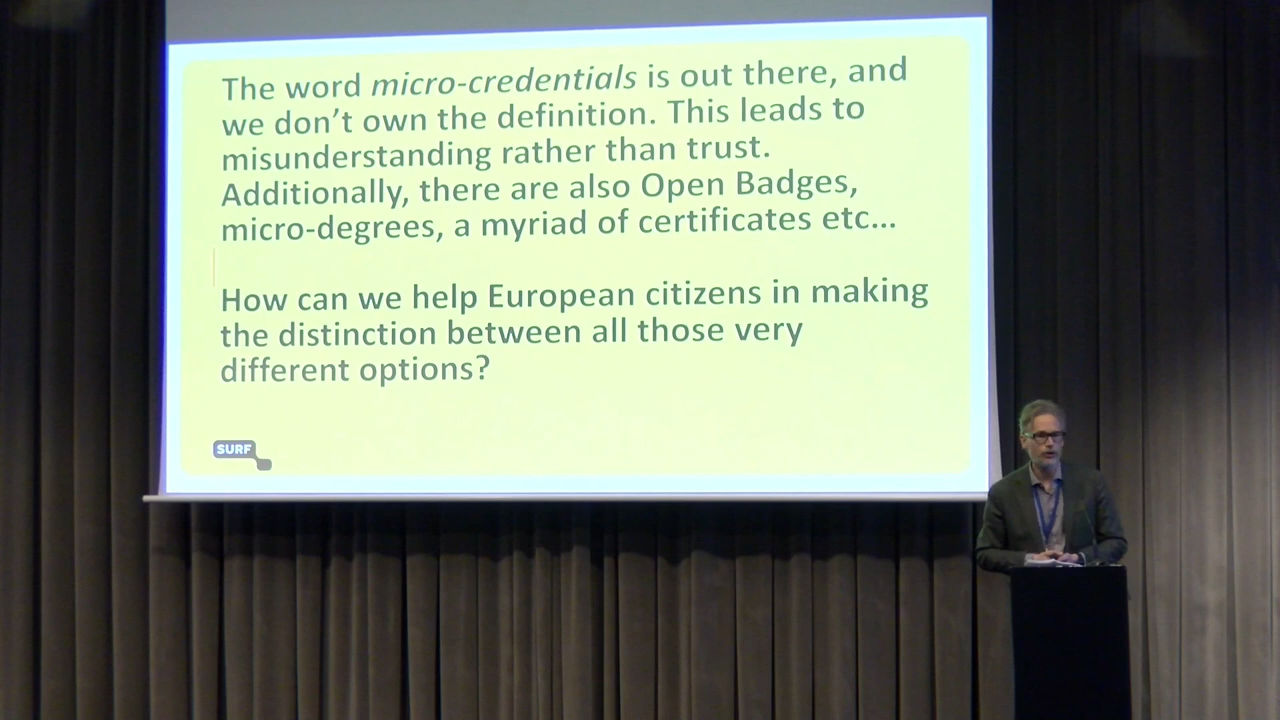 The word micro-credentials is out there, and
we don't own the definition. This leads to
misunderstanding rather than trust.
Additionally, there are also Open Badges,
micro-degrees, a myriad of certificates etc...
How can we help European citizens in making
the distinction between all those very
different options?
SURF